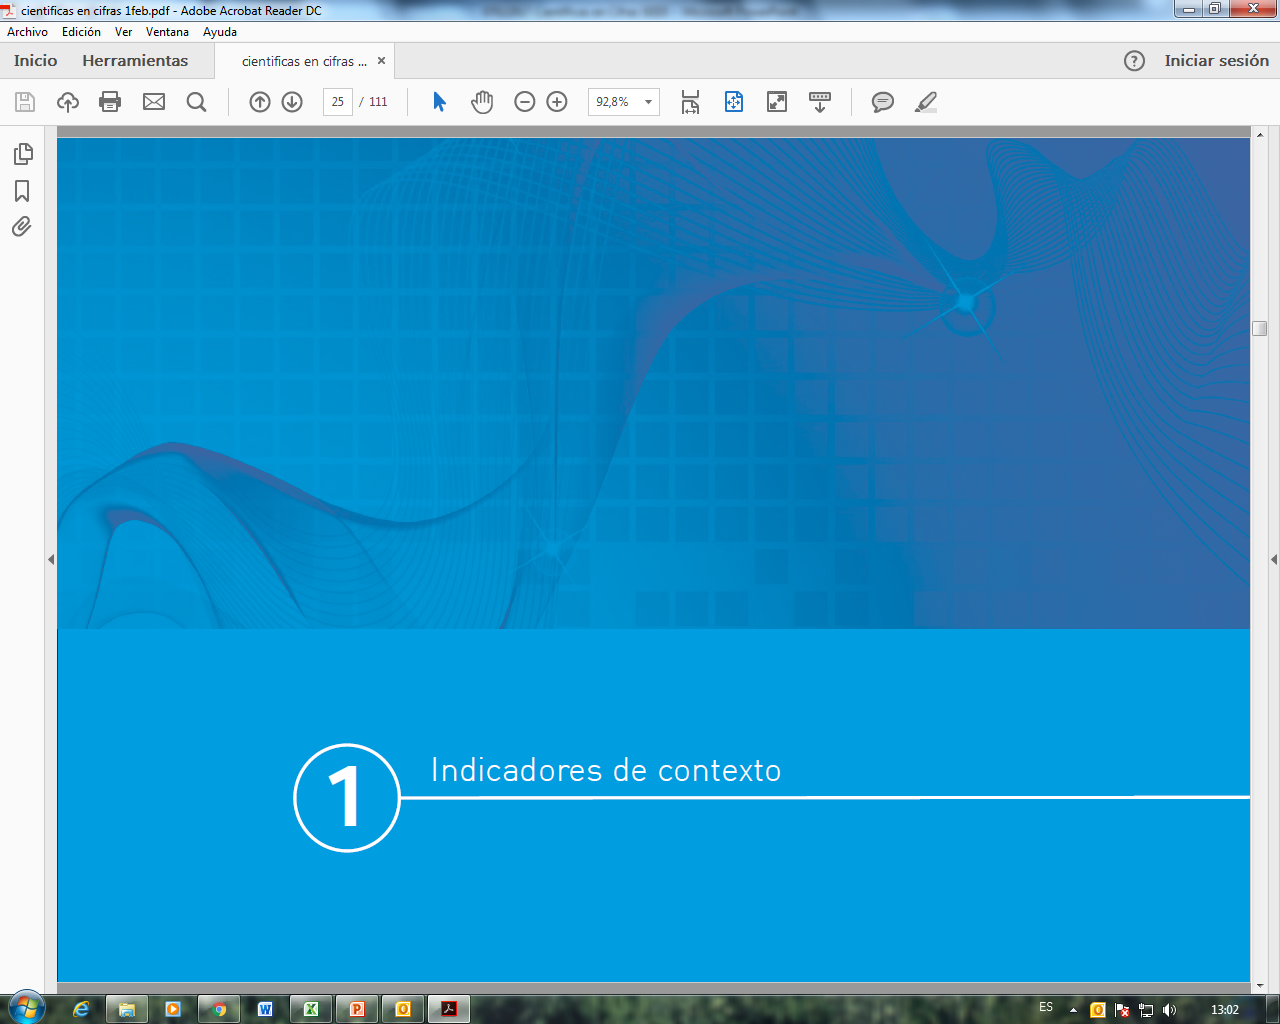 cientificas en cifras 1feb.pdf - Adobe Acrobat Reader DC
Archivo Edición Ver Ventana Ayuda
Inicio Herramientas cientificas en cifras ... × ? Iniciar sesión
25 / 111 92,8%
1 Indicadores de contexto
ES 13:02